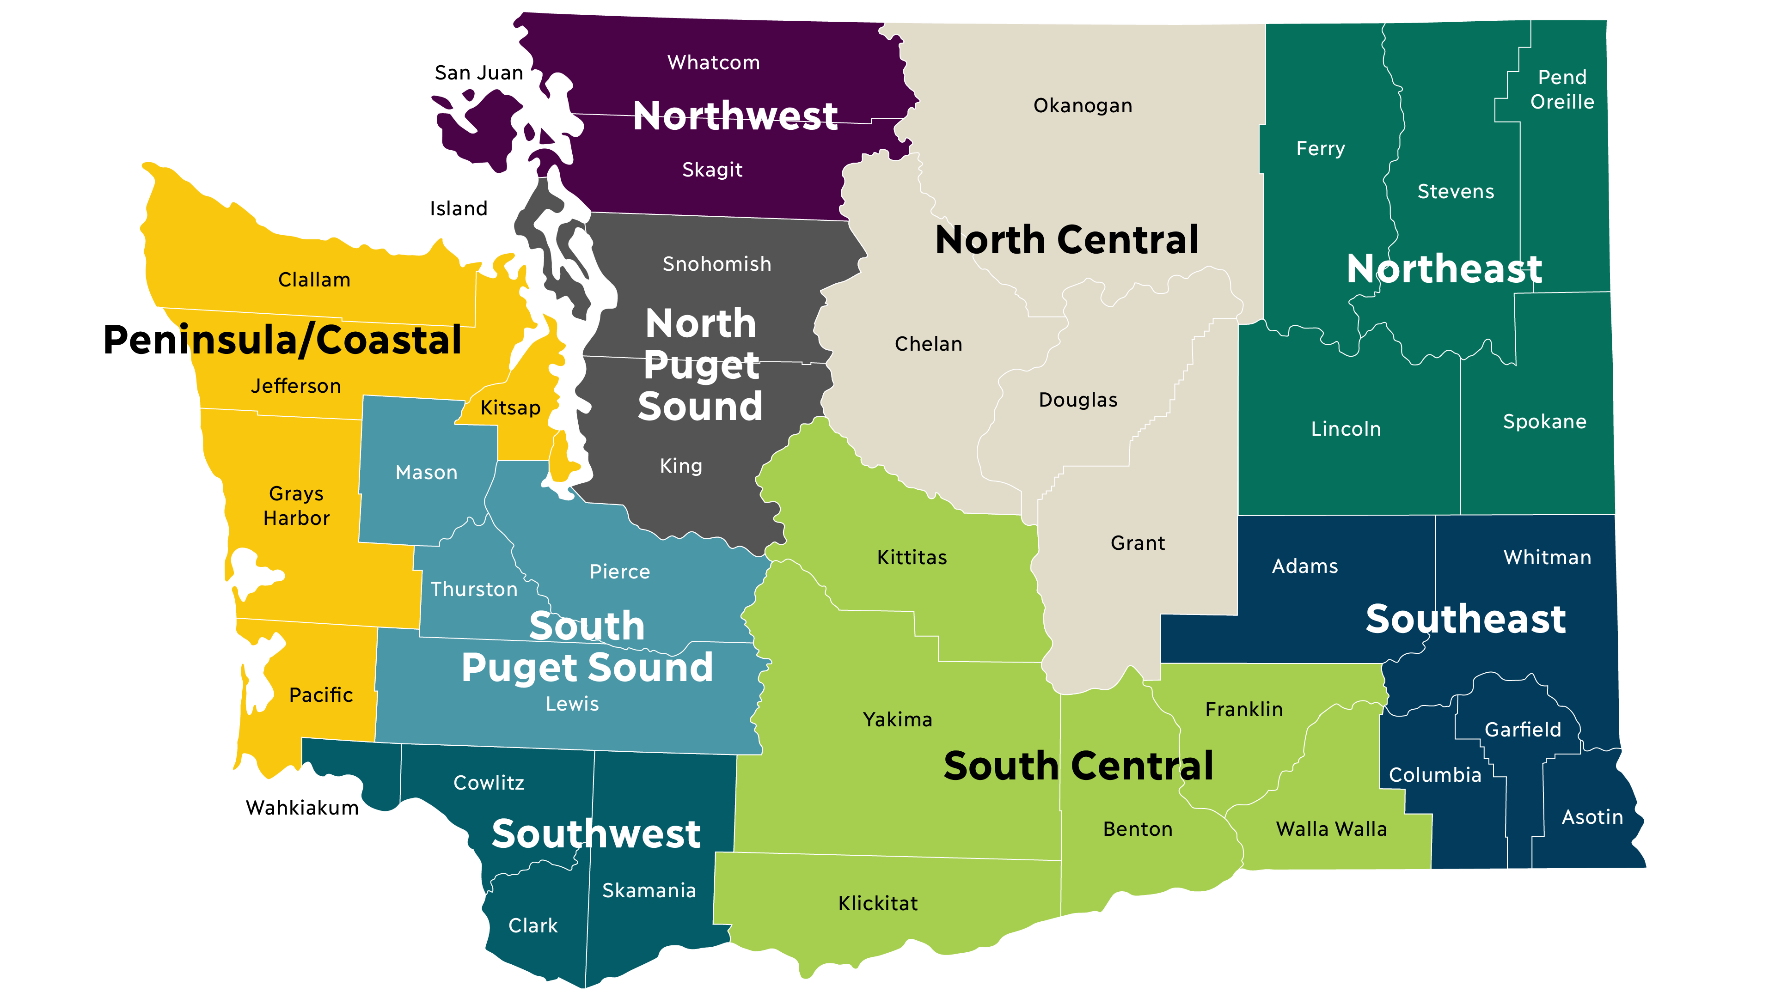 Whatcom
San Juan
Northwest
Skagit
Island
Okanogan
North Central
Chelan
Douglas
Grant
Ferry
Stevens
Pend
Oreille
Northeast
Lincoln
Spokane
Clallam
Peninsula/Coastal
Jefferson
Kitsap
Grays
Harbor
Pacific
Snohomish
North
Puget
Sound
King
Mason
Thurston
Pierce
South
Puget Sound
Lewis
Kittitas
Yakima
South Central
Franklin
Benton
Walla Walla
Klickitat
Adams
Whitman
Southeast
Garfield
Columbia
Asotin
Wahkiakum
Cowlitz
Southwest
Skamania
Clark